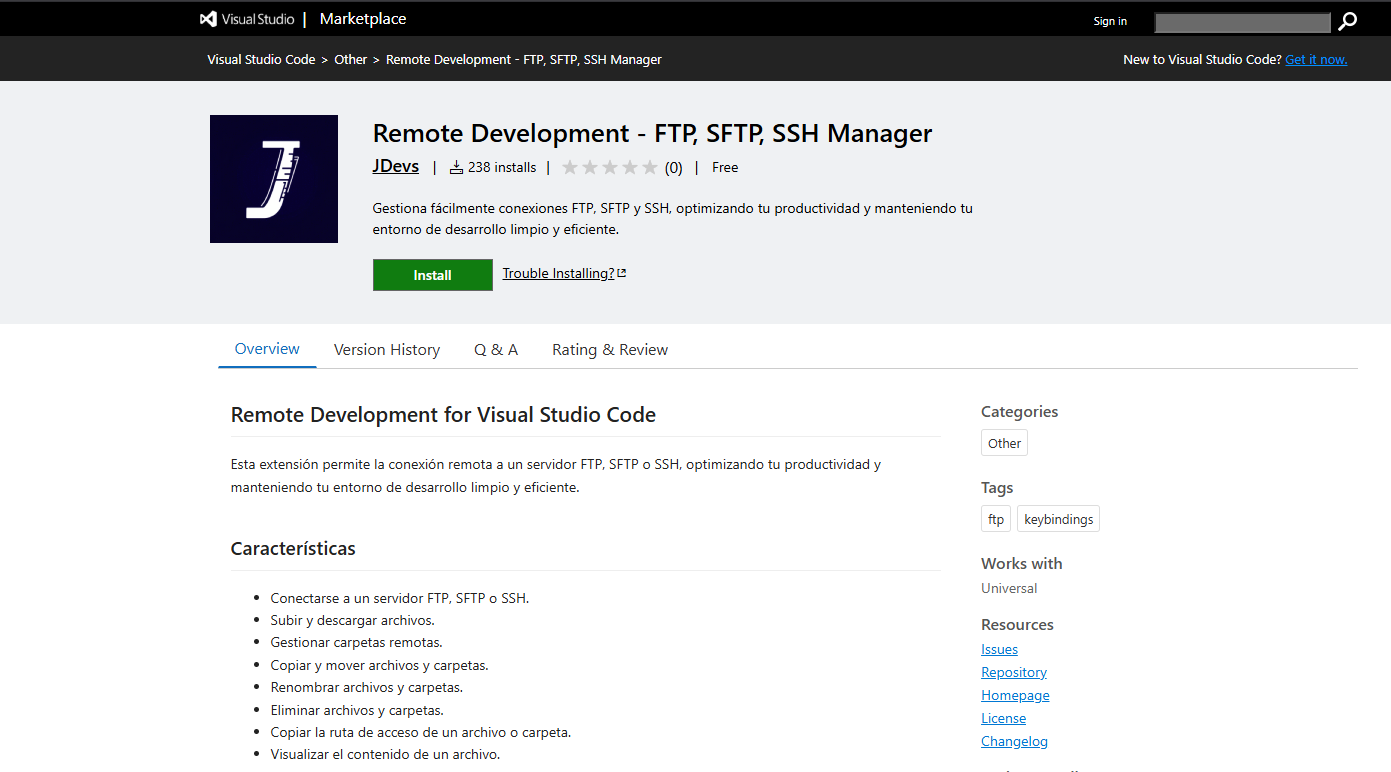 Visual Studio | Marketplace
Sign in
Visual Studio Code > Other > Remote Development - FTP, SFTP, SSH Manager
New to Visual Studio Code? Get it now.
J
Remote Development - FTP, SFTP, SSH Manager
JDevs | 238 installs | (0) | Free
Gestiona fácilmente conexiones FTP, SFTP y SSH, optimizando tu productividad y manteniendo tu
entorno de desarrollo limpio y eficiente.
Install
Trouble Installing?
Overview
Version History
Q & A
Rating & Review
Remote Development for Visual Studio Code
Esta extensión permite la conexión remota a un servidor FTP, SFTP o SSH, optimizando tu productividad y
manteniendo tu entorno de desarrollo limpio y eficiente.
Características
• Conectarse a un servidor FTP, SFTP o SSH.
• Subir y descargar archivos.
• Gestionar carpetas remotas.
• Copiar y mover archivos y carpetas.
• Renombrar archivos y carpetas.
• Eliminar archivos y carpetas.
• Copiar la ruta de acceso de un archivo o carpeta.
• Visualizar el contenido de un archivo.
Categories
Other
Tags
ftp
keybindings
Works with
Universal
Resources
Issues
Repository
Homepage
License
Changelog